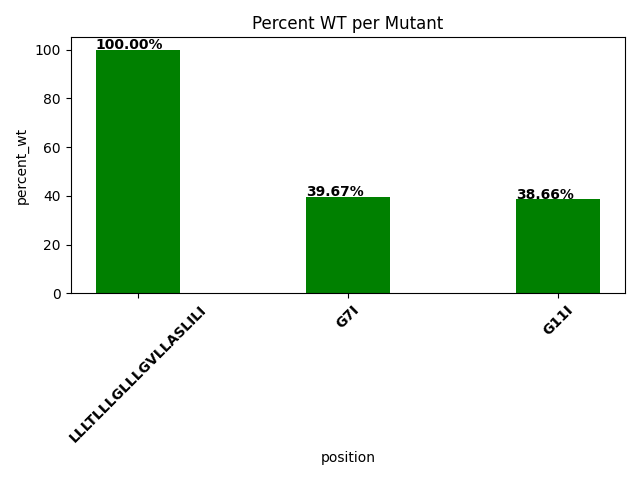 Percent WT per Mutant
percent_wt
100
80
60
40
20
0
100.00%
39.67%
38.66%
LLLTLLLGLLLGVLLASLILI
G7I
G11I
position